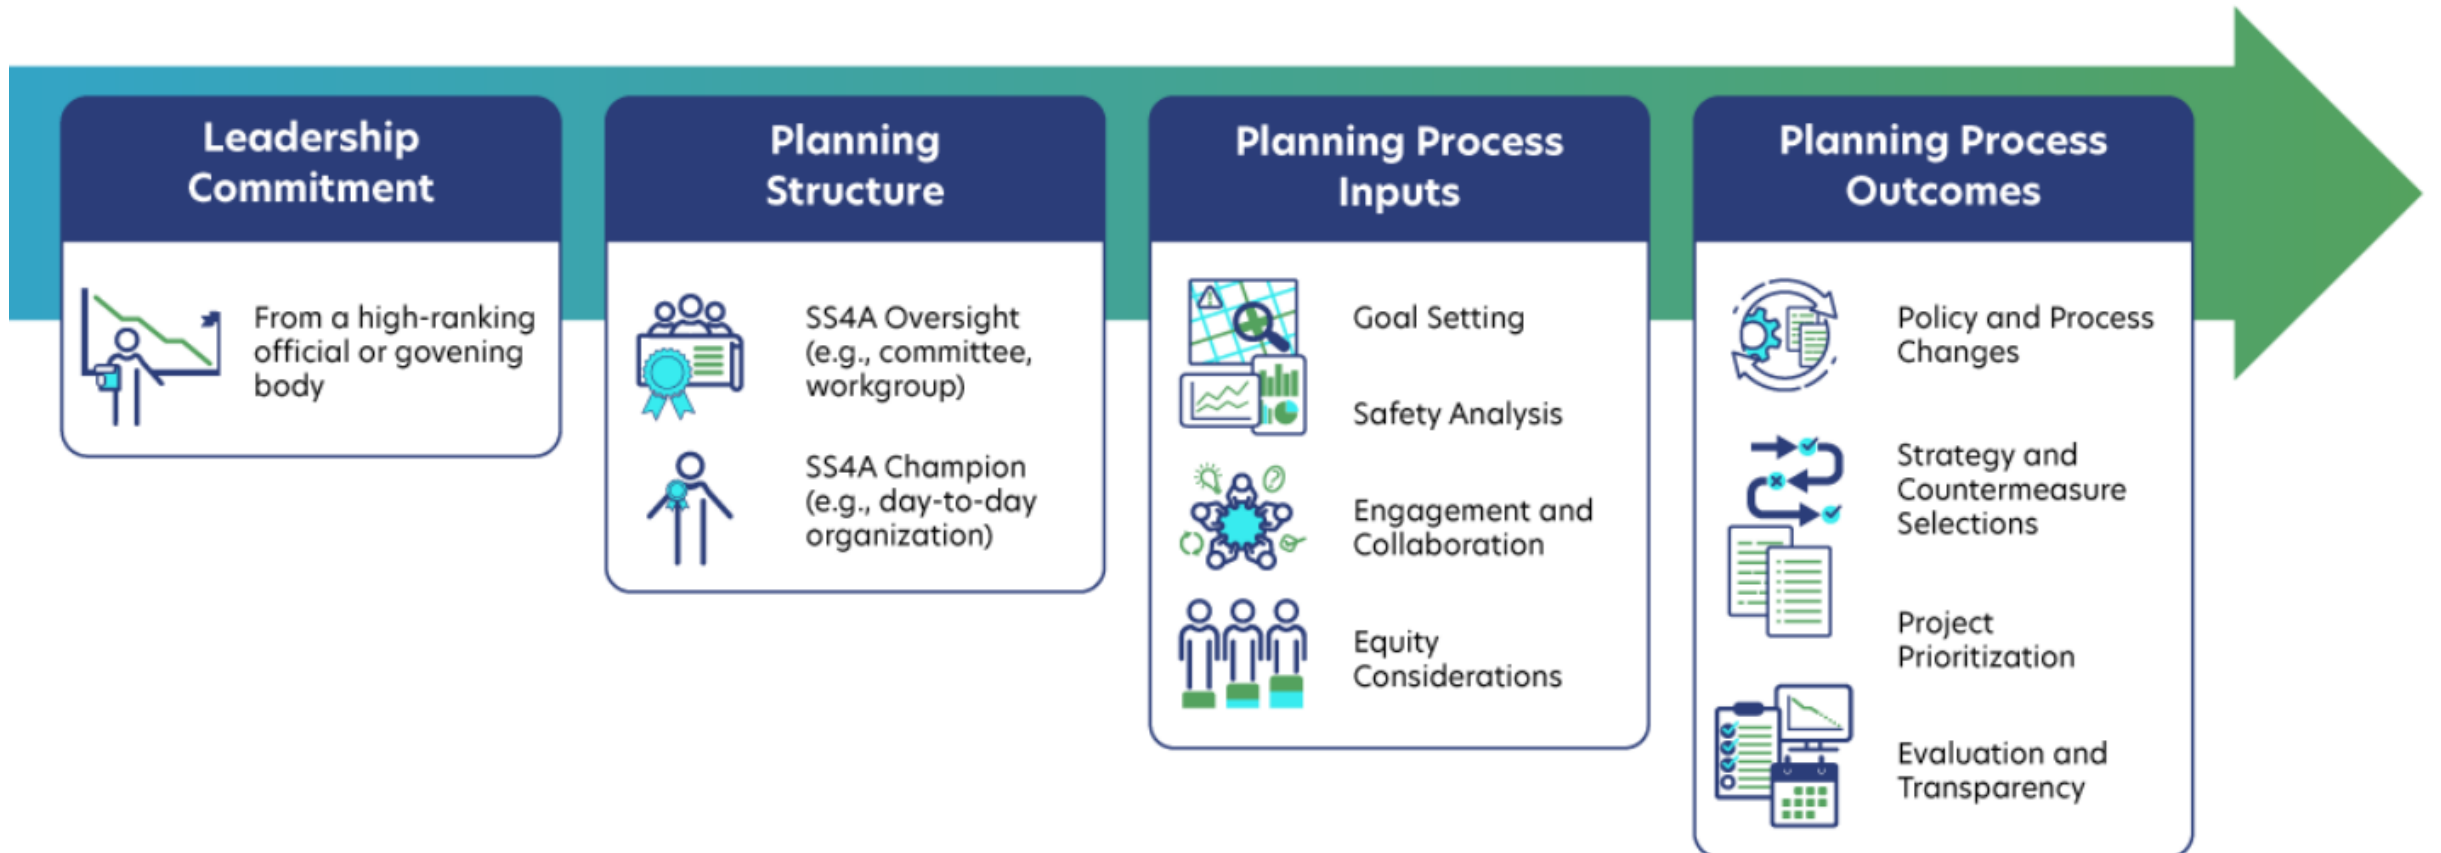 Leadership
Commitment
From a high-ranking
official or govening
body
Planning
Structure
SS4A Oversight
(e.g., committee,
workgroup)
SS4A Champion
(e.g., day-to-day
organization)
Planning Process
Inputs
Goal Setting
Safety Analysis
Engagement and
Collaboration
Equity
Considerations
Planning Process
Outcomes
Policy and Process
Changes
Strategy and
Countermeasure
Selections
Project
Prioritization
Evaluation and
Transparency